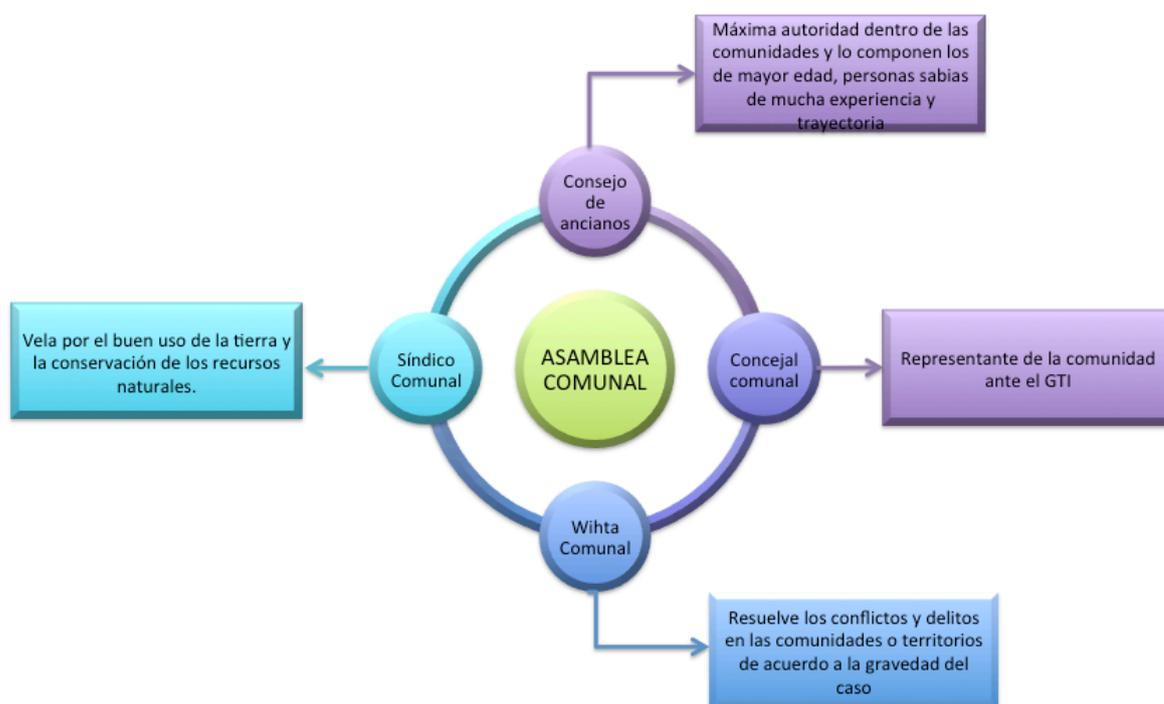 Máxima autoridad dentro de las
comunidades y lo componen los
de mayor edad, personas sabias
de mucha experiencia y
trayectoria
Consejo
de
ancianos
Vela por el buen uso de la tierra y
la conservación de los recursos
naturales.
Síndico
Comunal
ASAMBLEA
COMUNAL
Concejal
comunal
Representante de la comunidad
ante el GTI
Wihta
Comunal
Resuelve los conflictos y delitos
en las comunidades o territorios
de acuerdo a la gravedad del
caso